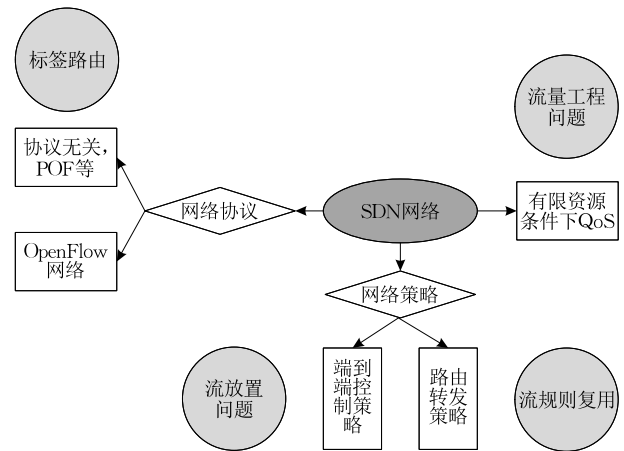 标签路由
流量工程
问题
协议无关,
POF等
网络协议
SDN网络
有限资源
条件下QoS
OpenFlow
网络
网络策略
流放置
问题
端到
端控
制策
略
路由
转发
策略
流规则复用